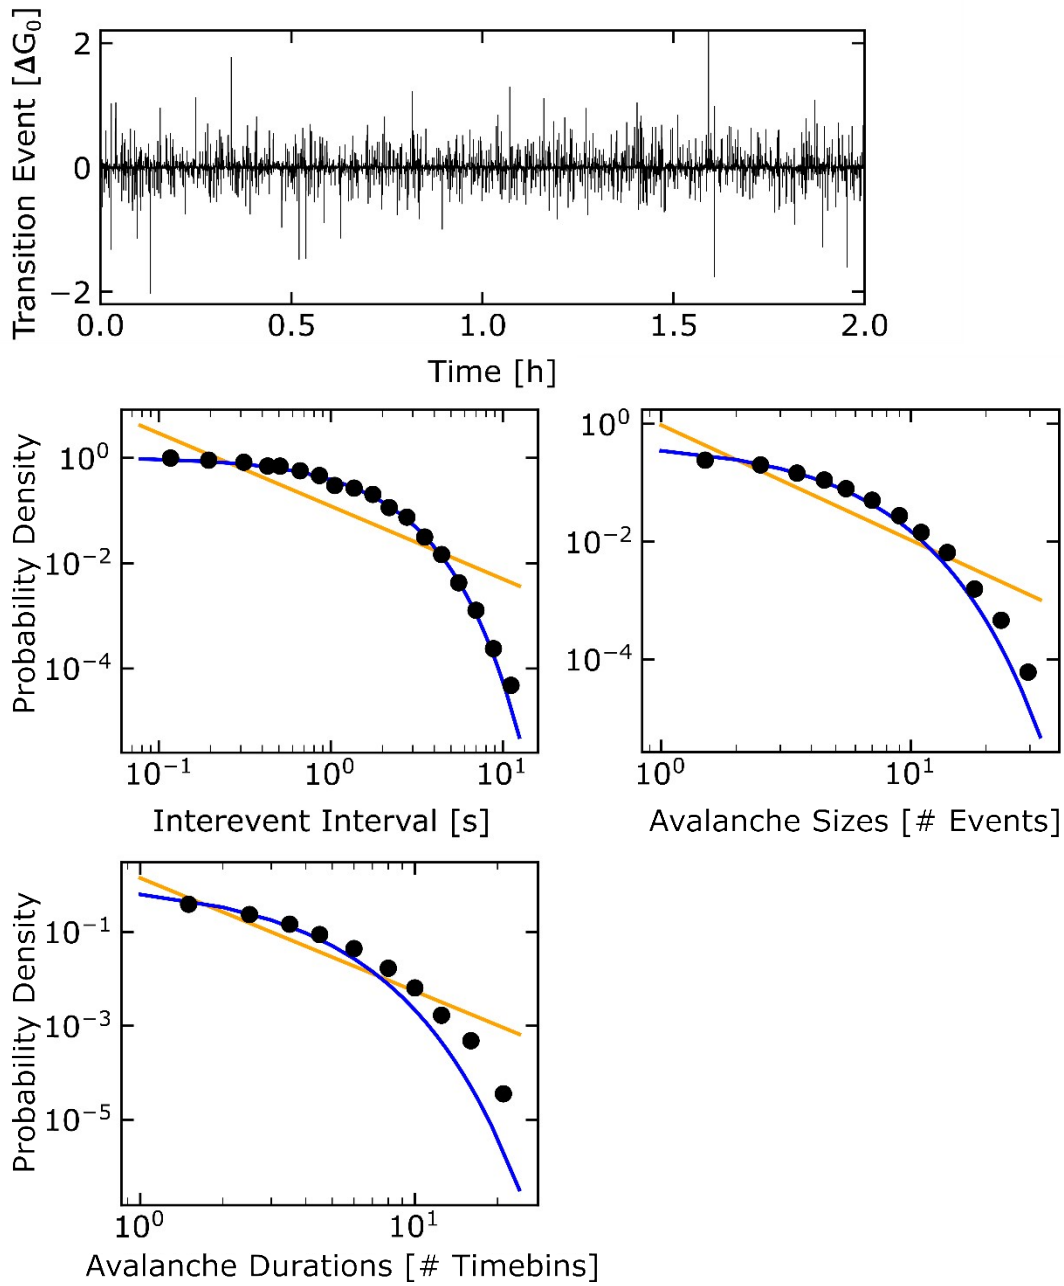 Transition Event [ΔG₀]
2
0
−2
0.0 0.5 1.0 1.5 2.0
Time [h]
Probability Density
10⁰
10⁻²
10⁻⁴
10⁻¹ 10⁰ 10¹
Interevent Interval [s]
10⁰
10⁻²
10⁻⁴
10⁰ 10¹
Avalanche Sizes [# Events]
Probability Density
10⁻¹
10⁻³
10⁻⁵
10⁰ 10¹
Avalanche Durations [# Timebins]